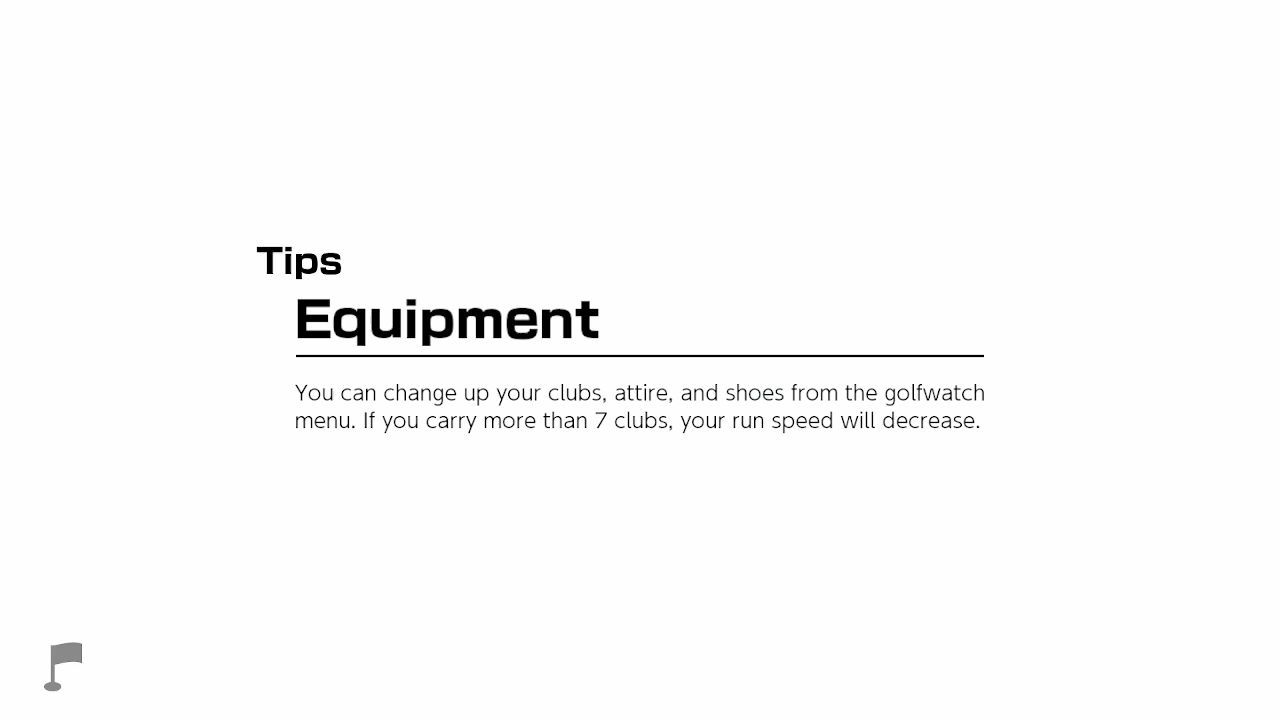 Tips
Equipment
You can change up your clubs, attire, and shoes from the golfwatch
menu. If you carry more than 7 clubs, your run speed will decrease.